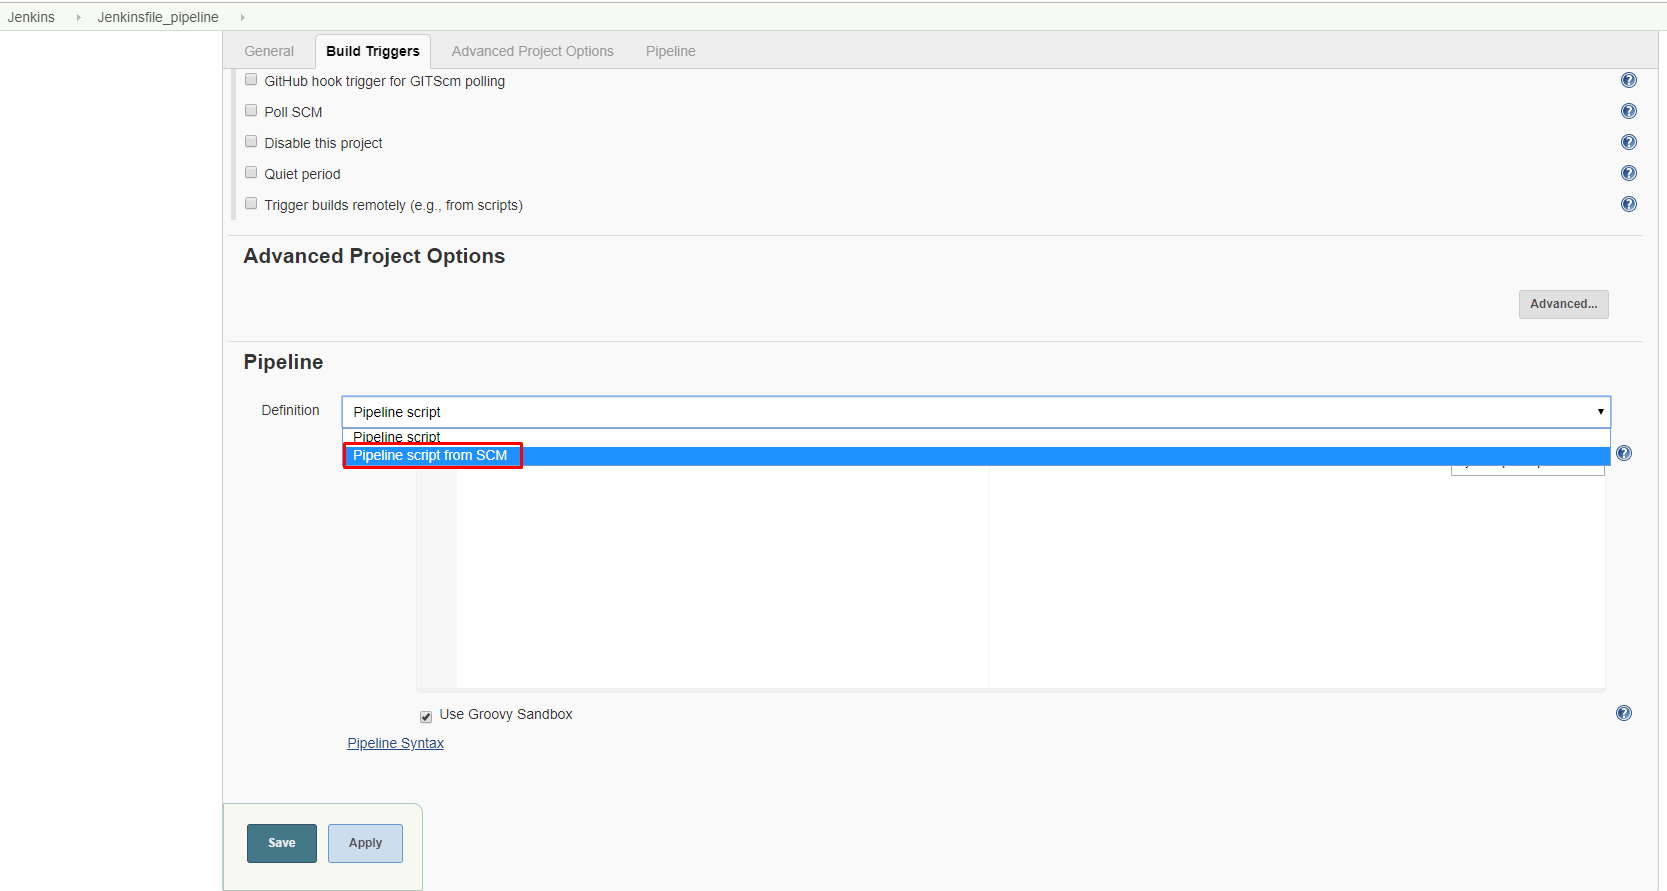 Jenkins Jenkinsfile_pipeline
General Build Triggers Advanced Project Options Pipeline
GitHub hook trigger for GITScm polling
Poll SCM
Disable this project
Quiet period
Trigger builds remotely (e.g., from scripts)
Advanced Project Options
Advanced...
Pipeline
Definition Pipeline script
Pipeline script
Pipeline script from SCM
Use Groovy Sandbox
Pipeline Syntax
Save Apply